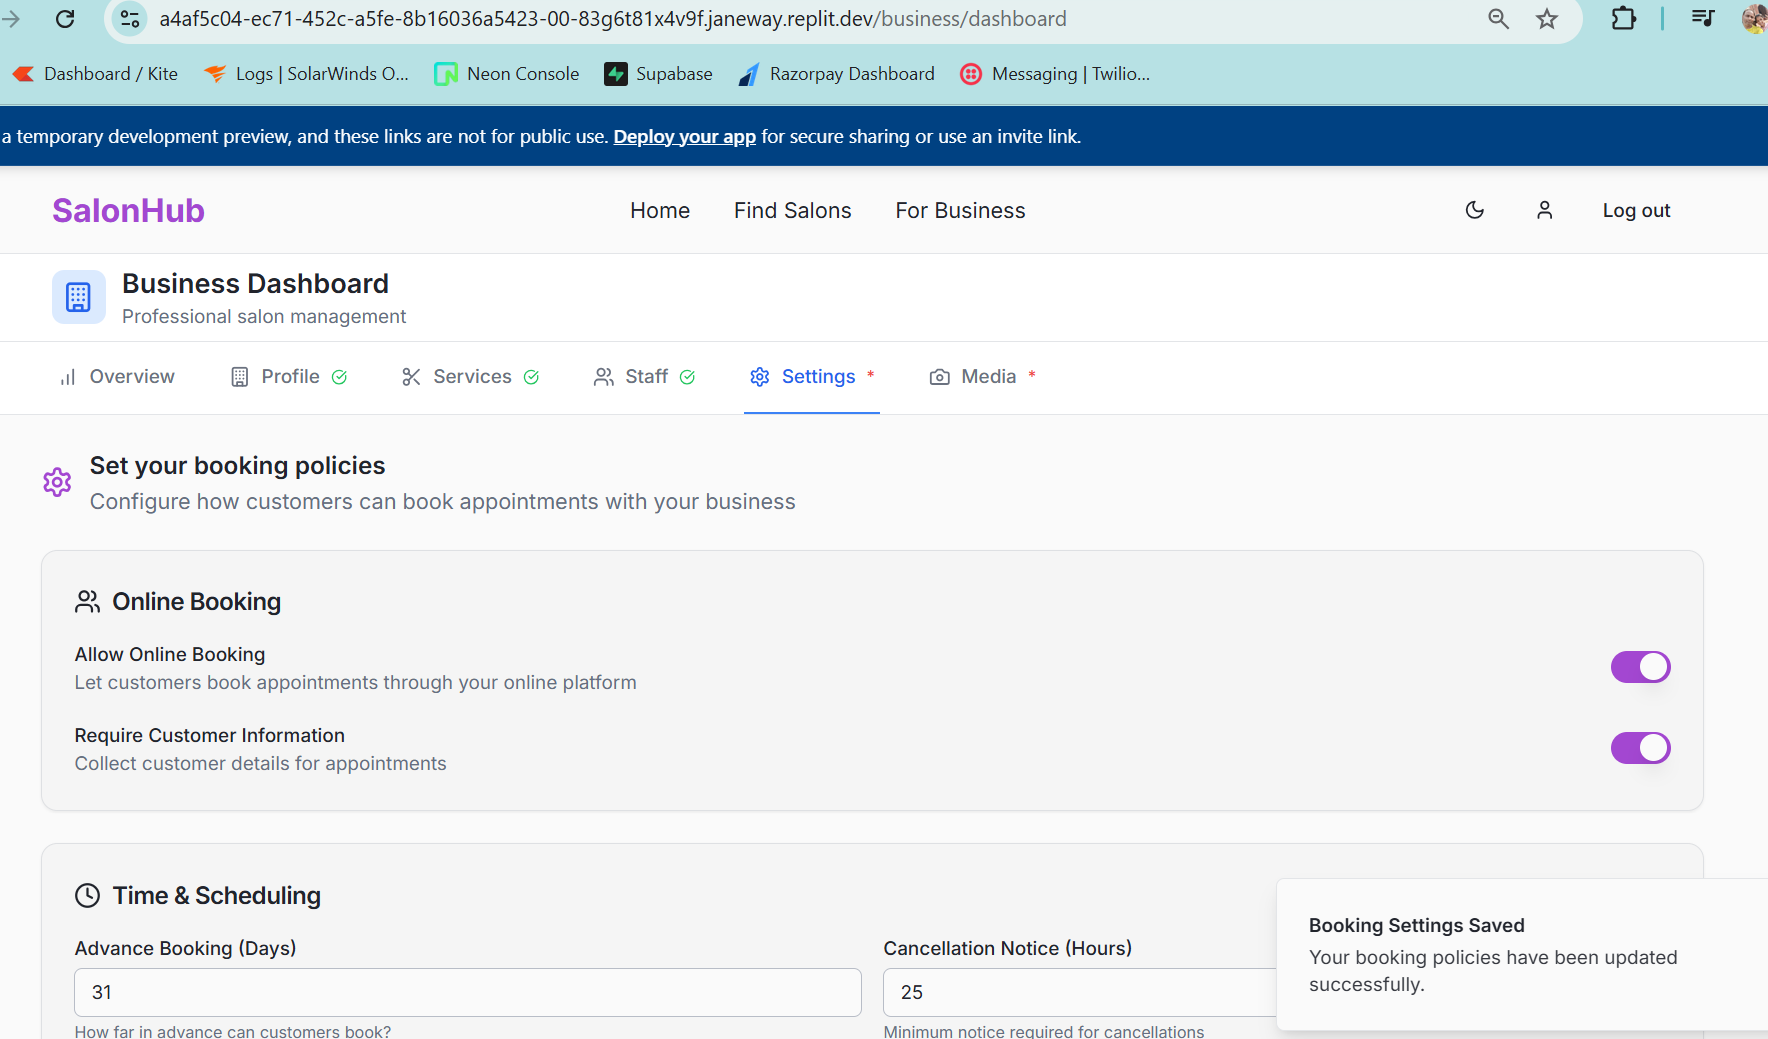 a4af5c04-ec71-452c-a5fe-8b16036a5423-00-83g6t81x4v9f.janeway.replit.dev/business/dashboard
Dashboard / Kite
Logs | SolarWinds O...
Neon Console
Supabase
Razorpay Dashboard
Messaging | Twilio...
a temporary development preview, and these links are not for public use. Deploy your app for secure sharing or use an invite link.
SalonHub
Home
Find Salons
For Business
Log out
Business Dashboard
Professional salon management
Overview
Profile
Services
Staff
Settings *
Media *
Set your booking policies
Configure how customers can book appointments with your business
Online Booking
Allow Online Booking
Let customers book appointments through your online platform
Require Customer Information
Collect customer details for appointments
Time & Scheduling
Advance Booking (Days)
31
How far in advance can customers book?
Cancellation Notice (Hours)
25
Minimum notice required for cancellations
Booking Settings Saved
Your booking policies have been updated
successfully.